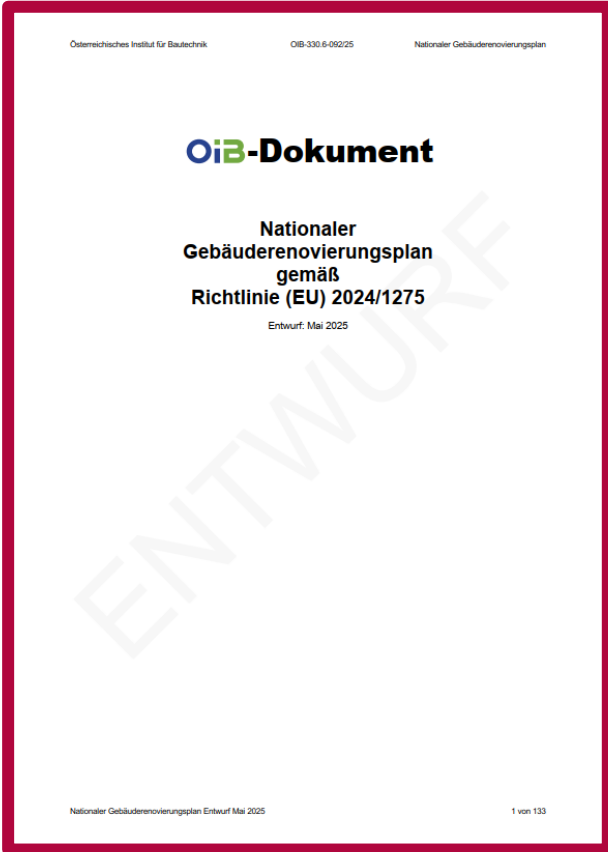 Österreichisches Institut für Bautechnik OIB-330.6-092/25 Nationaler Gebäuderenovierungsplan
OiB-Dokument
Nationaler
Gebäuderenovierungsplan
gemäß
Richtlinie (EU) 2024/1275
Entwurf: Mai 2025
ENTWURF
Nationaler Gebäuderenovierungsplan Entwurf Mai 2025 1 von 133